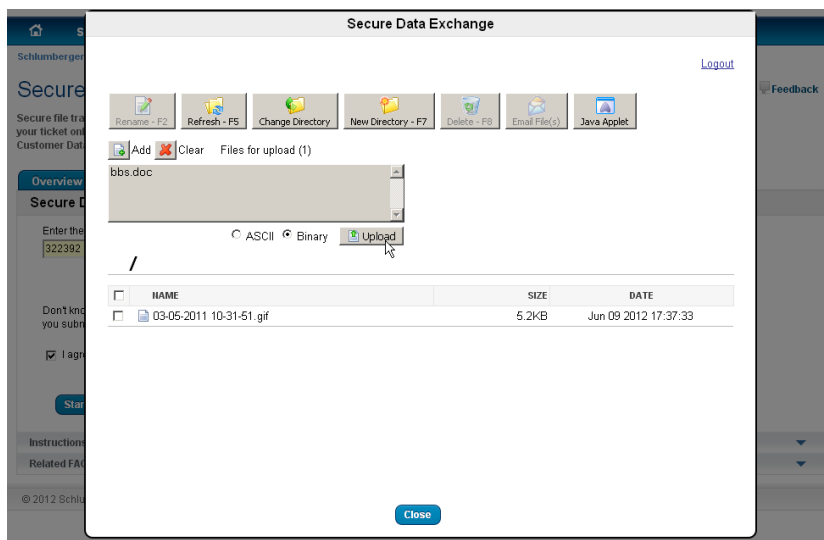 Secure Data Exchange
S
Schlumberger
Logout
Secure
Feedback
Secure file tra
your ticket onl
Customer Dat
Rename - F2 Refresh - F5 Change Directory New Directory - F7 Delete - F8 Email File(s) Java Applet
Add Clear Files for upload (1)
bbs.doc
Overview
Secure D
Enter the
322392
ASCII Binary Upload
/
NAME SIZE DATE
03-05-2011 10-31-51.gif 5.2KB Jun 09 2012 17:37:33
Don't kno
you subm
I agre
Star
Instructions
Related FAQ
© 2012 Schlu
Close